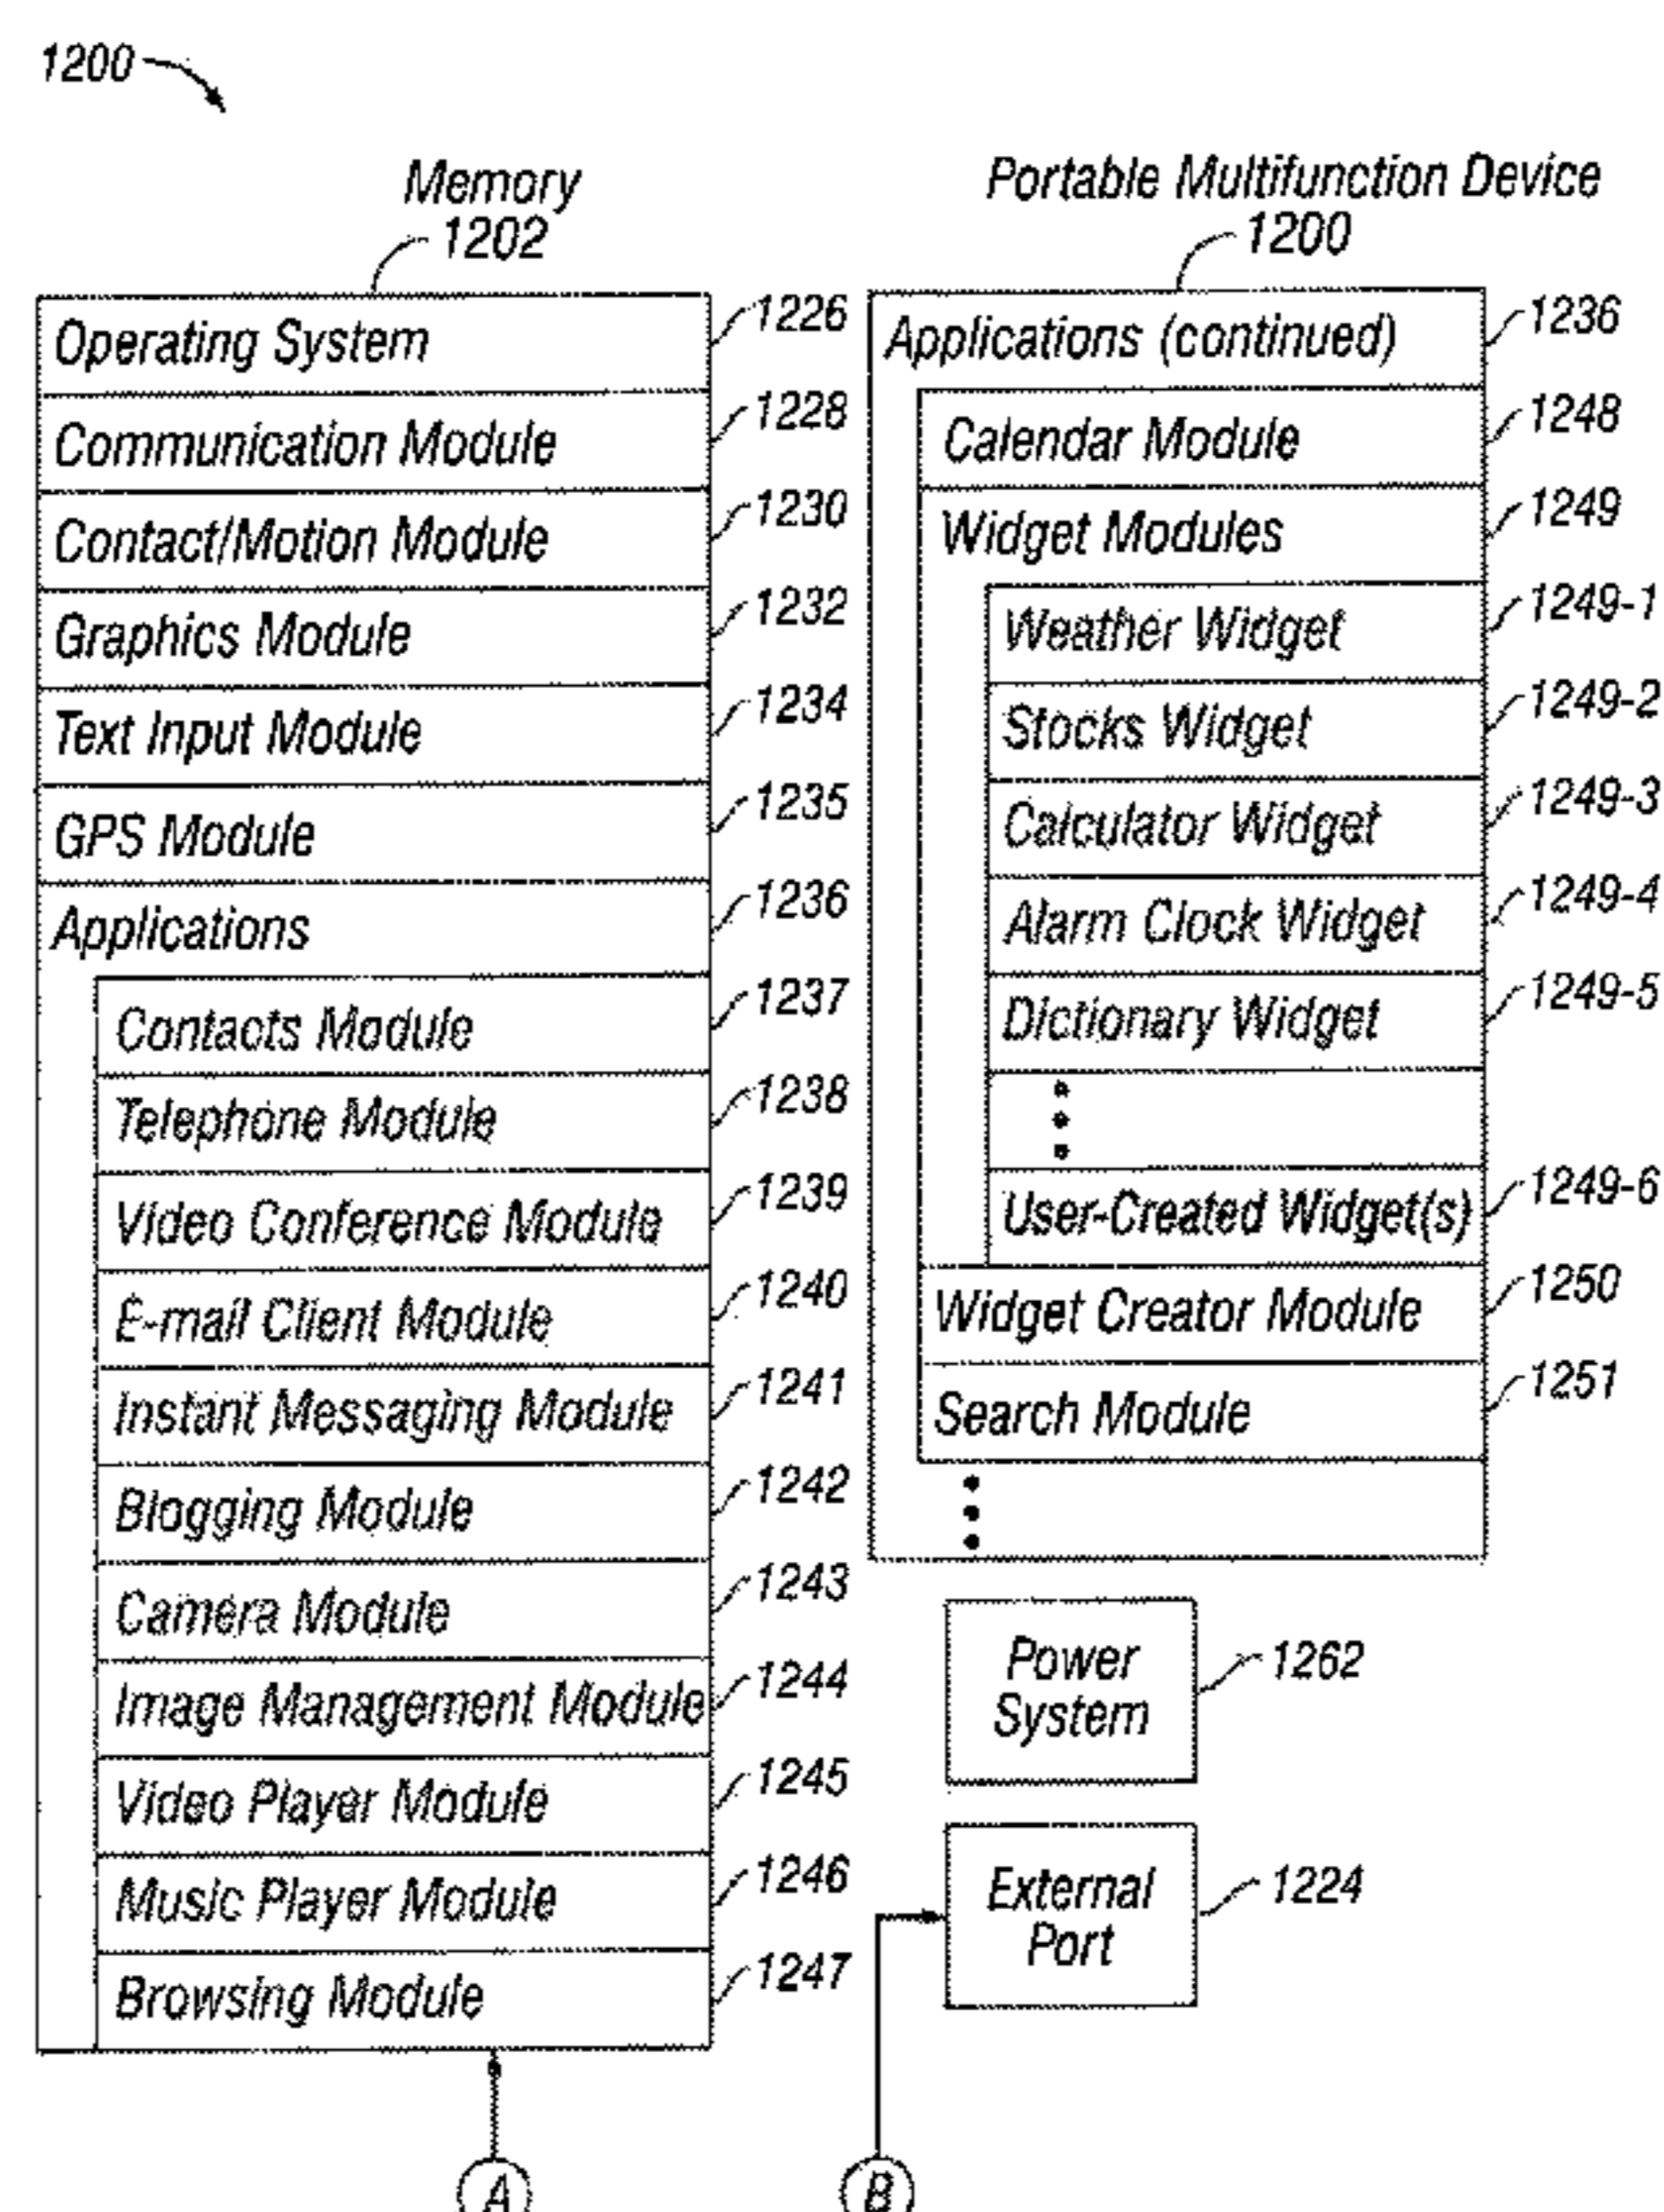 1200
Memory
1202
Operating System 1226
Communication Module 1228
Contact/Motion Module 1230
Graphics Module 1232
Text Input Module 1234
GPS Module 1235
Applications 1236
Contacts Module 1237
Telephone Module 1238
Video Conference Module 1239
E-mail Client Module 1240
Instant Messaging Module 1241
Blogging Module 1242
Camera Module 1243
Image Management Module 1244
Video Player Module 1245
Music Player Module 1246
Browsing Module 1247
A
Portable Multifunction Device
1200
Applications (continued) 1236
Calendar Module 1248
Widget Modules 1249
Weather Widget 1249-1
Stocks Widget 1249-2
Calculator Widget 1249-3
Alarm Clock Widget 1249-4
Dictionary Widget 1249-5
User-Created Widget(s) 1249-6
Widget Creator Module 1250
Search Module 1251
Power
System
1262
External
Port
1224
B